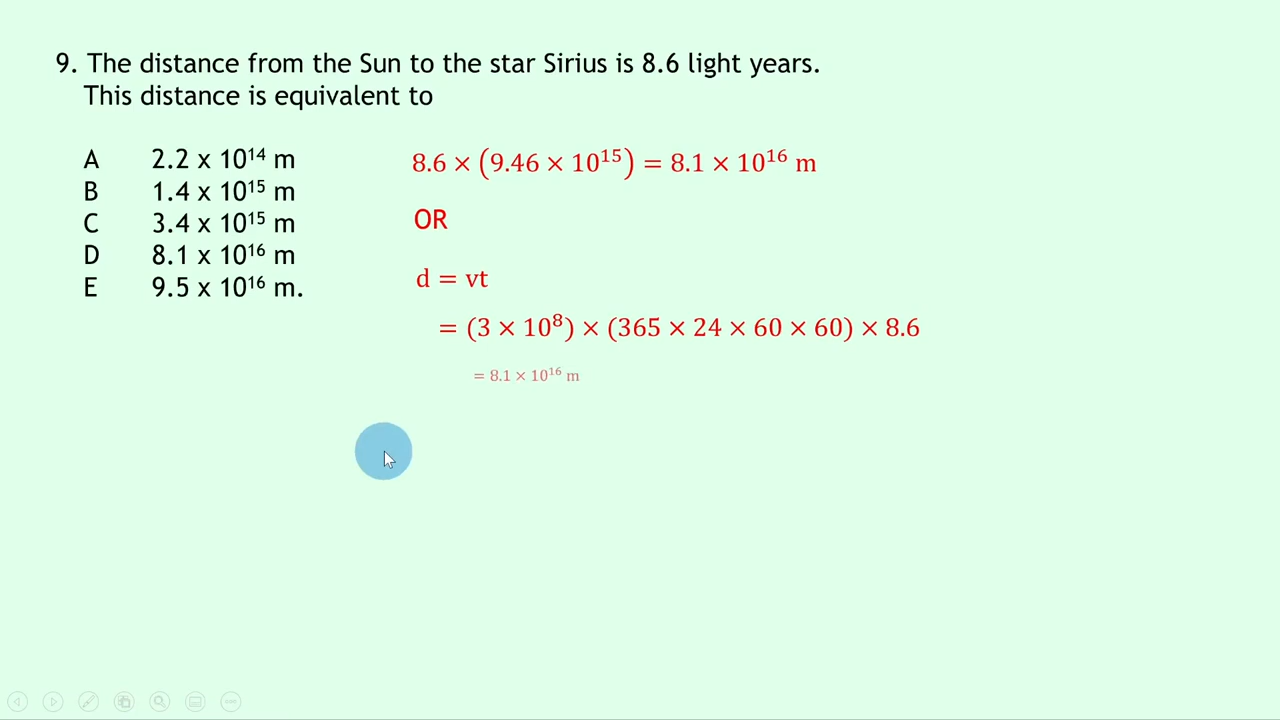 9. The distance from the Sun to the star Sirius is 8.6 light years.
This distance is equivalent to
A 2.2 x 10¹⁴ m
B 1.4 x 10¹⁵ m
C 3.4 x 10¹⁵ m
D 8.1 x 10¹⁶ m
E 9.5 x 10¹⁶ m.
8.6 × (9.46 × 10¹⁵) = 8.1 × 10¹⁶ m
OR
d = vt
= (3 × 10⁸) × (365 × 24 × 60 × 60) × 8.6
= 8.1 × 10¹⁶ m